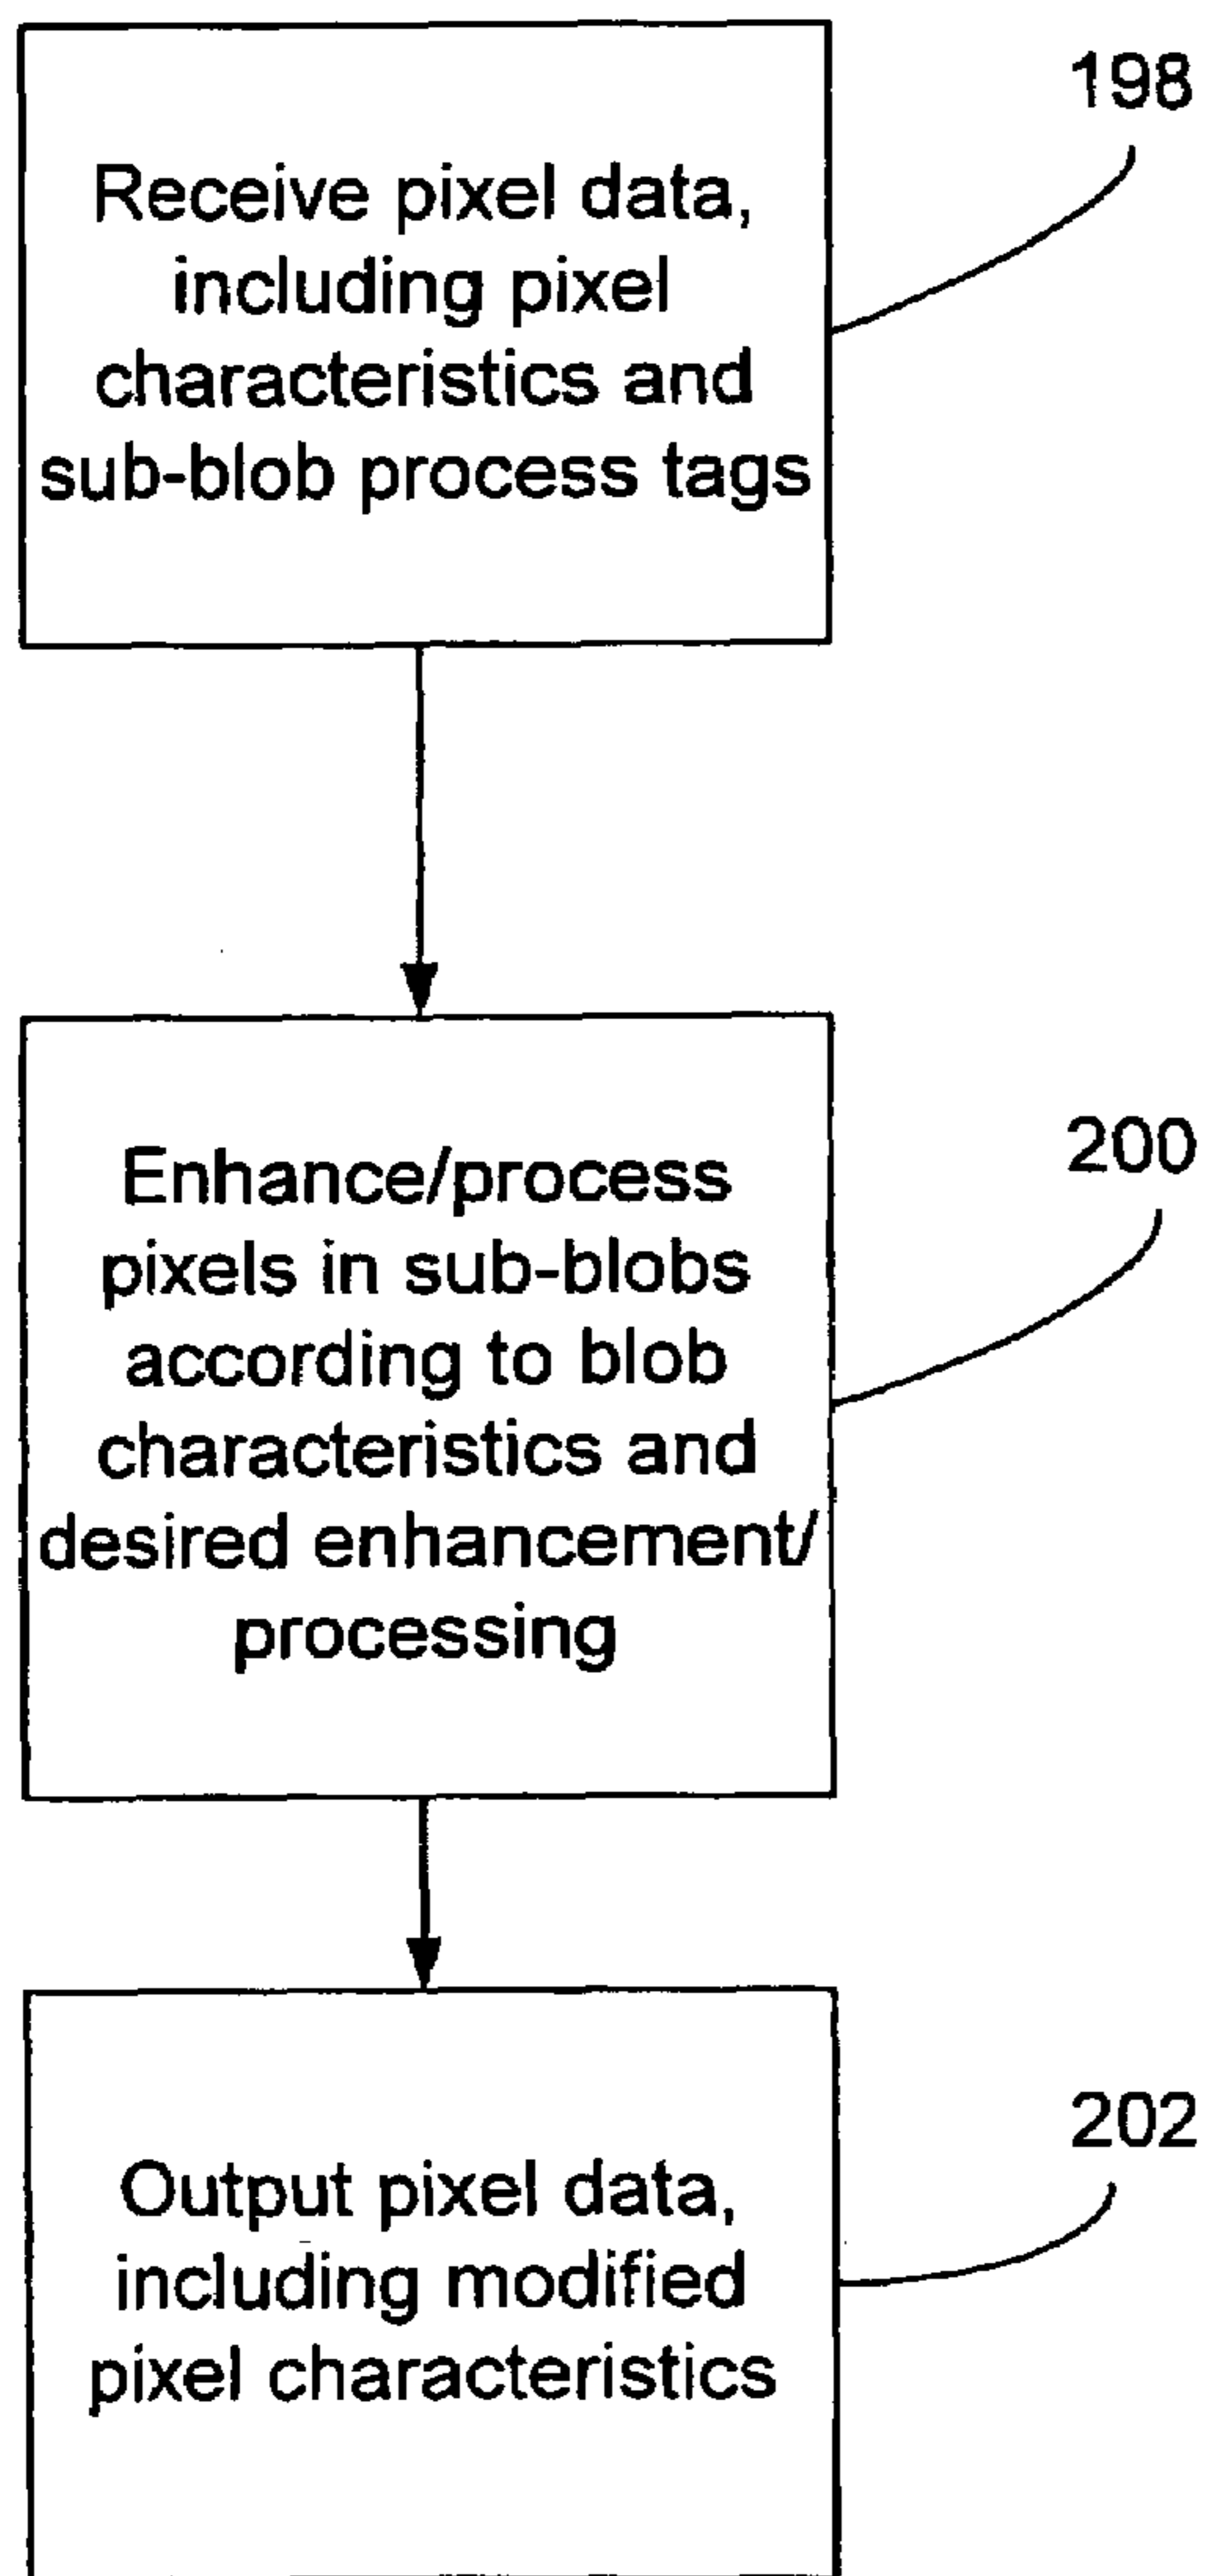 198
Receive pixel data,
including pixel
characteristics and
sub-blob process tags
200
Enhance/process
pixels in sub-blobs
according to blob
characteristics and
desired enhancement/
processing
202
Output pixel data,
including modified
pixel characteristics